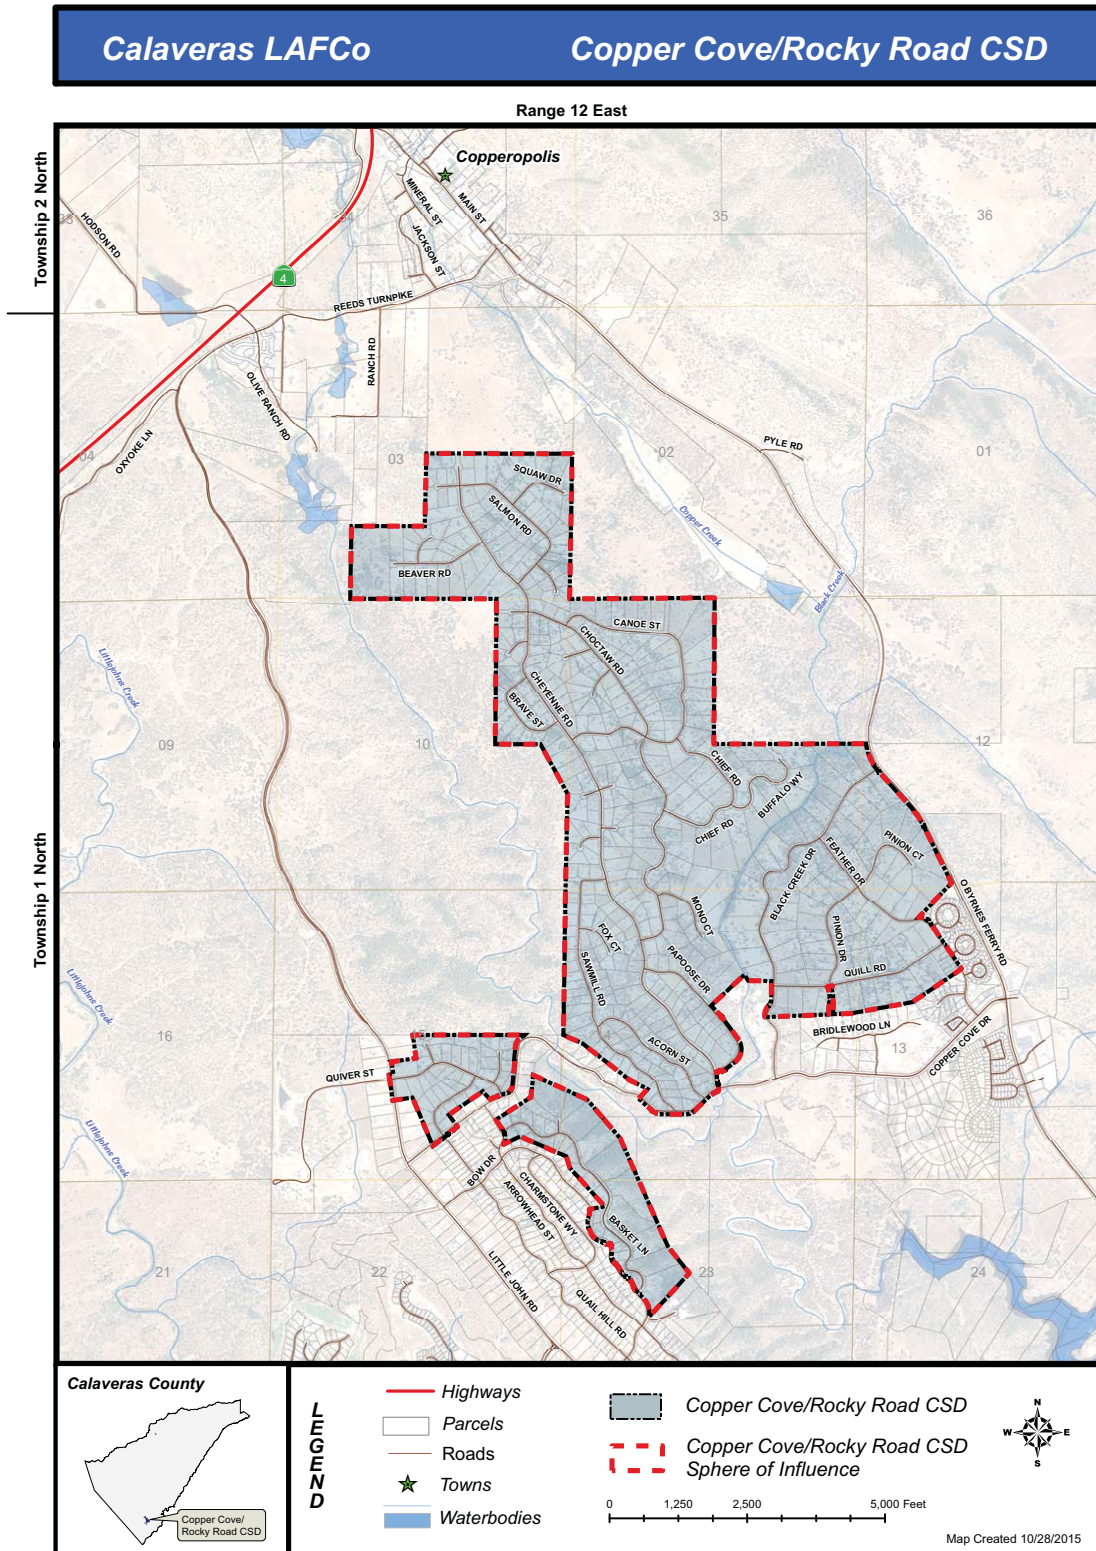 Calaveras LAFCo
Copper Cove/Rocky Road CSD
Range 12 East
Township 2 North
Township 1 North
Copperopolis
MAIN ST
MINERAL ST
JACKSON ST
33
34
35
36
HODSON RD
4
REEDS TURNPIKE
RANCH RD
OLIVE RANCH RD
OXYOKE LN
04
03
02
01
PYLE RD
SQUAW DR
SALMON RD
BEAVER RD
Copper Creek
Black Creek
CANOE ST
CHOCTAW RD
CHEYENNE RD
BRAVE ST
Littlejohns Creek
09
10
12
CHIEF RD
BUFFALO WY
CHIEF RD
BLACK CREEK DR
FEATHER DR
PINION CT
O BYRNES FERRY RD
MONO CT
PINION DR
FOX CT
SAWMILL RD
PAPOOSE DR
QUILL RD
Littlejohns Creek
16
15
BRIDLEWOOD LN
13
COPPER COVE DR
ACORN ST
QUIVER ST
Littlejohns Creek
BOW DR
CHARMSTONE WY
ARROWHEAD ST
BASKET LN
LITTLE JOHN RD
QUAIL HILL RD
21
22
23
24
Calaveras County
Copper Cove/
Rocky Road CSD
LEGEND
Highways
Parcels
Roads
Towns
Waterbodies
Copper Cove/Rocky Road CSD
Copper Cove/Rocky Road CSD
Sphere of Influence
0 1,250 2,500 5,000 Feet
N
W E
S
Map Created 10/28/2015